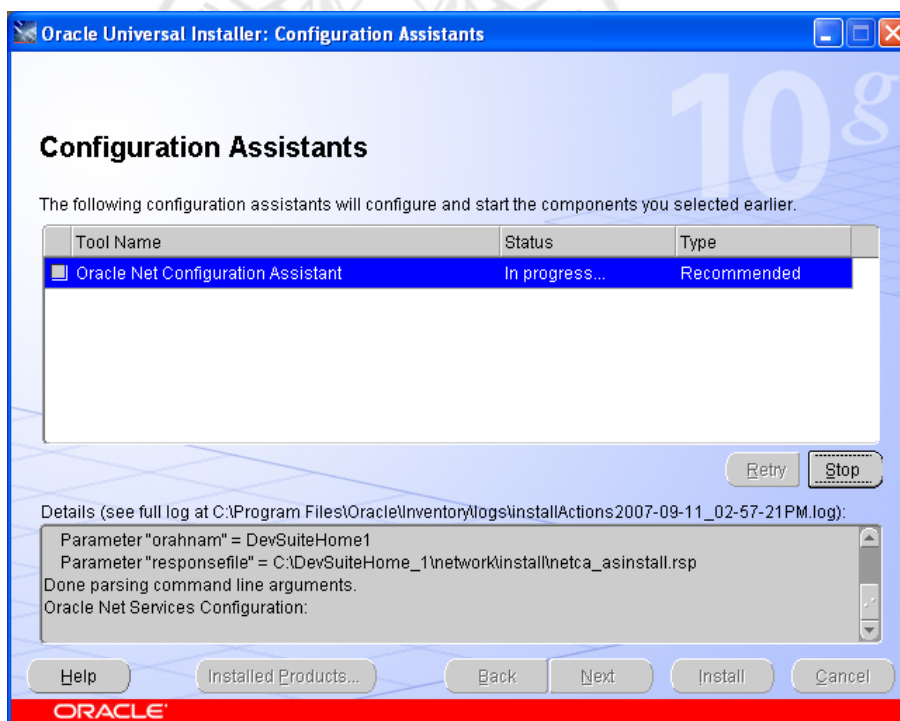 Oracle Universal Installer: Configuration Assistants
10g
Configuration Assistants
The following configuration assistants will configure and start the components you selected earlier.
Tool Name Status Type
Oracle Net Configuration Assistant In progress... Recommended
Retry Stop
Details (see full log at C:\Program Files\Oracle\Inventory\logs\installActions2007-09-11_02-57-21PM.log):
Parameter "orahnam" = DevSuiteHome1
Parameter "responsefile" = C:\DevSuiteHome_1\network\install\netca_asinstall.rsp
Done parsing command line arguments.
Oracle Net Services Configuration:
Help Installed Products... Back Next Install Cancel
ORACLE